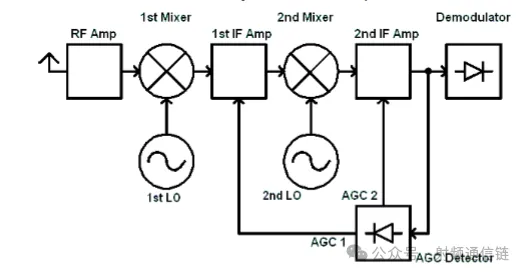 1st Mixer
2nd Mixer
Demodulator
RF Amp
1st IF Amp
2nd IF Amp
1st LO
2nd LO
AGC 2
AGC 1
公众号 · 射频通信链
AGC Detector